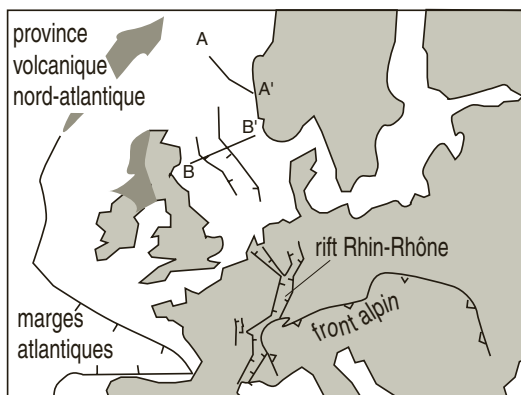 province
volcanique
nord-atlantique
A
A'
B'
B
rift Rhin-Rhône
front alpin
marges
atlantiques